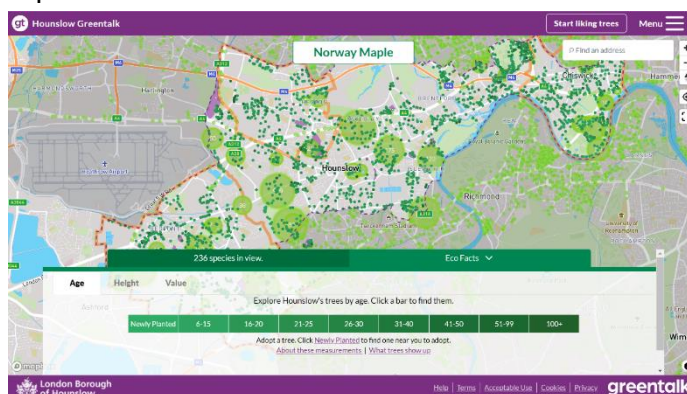 gt Hounslow Greentalk
Start liking trees
Menu
Norway Maple
Find an address
Chiswick
Hounslow
Richmond
236 species in view.
Eco Facts
Age Height Value
Explore Hounslow's trees by age. Click a bar to find them.
Newly Planted 6-15 16-20 21-25 26-30 31-40 41-50 51-99 100+
Adopt a tree. Click Newly Planted to find one near you to adopt.
About these measurements | What trees show up
London Borough
of Hounslow
Help | Terms | Acceptable Use | Cookies | Privacy
greentalk